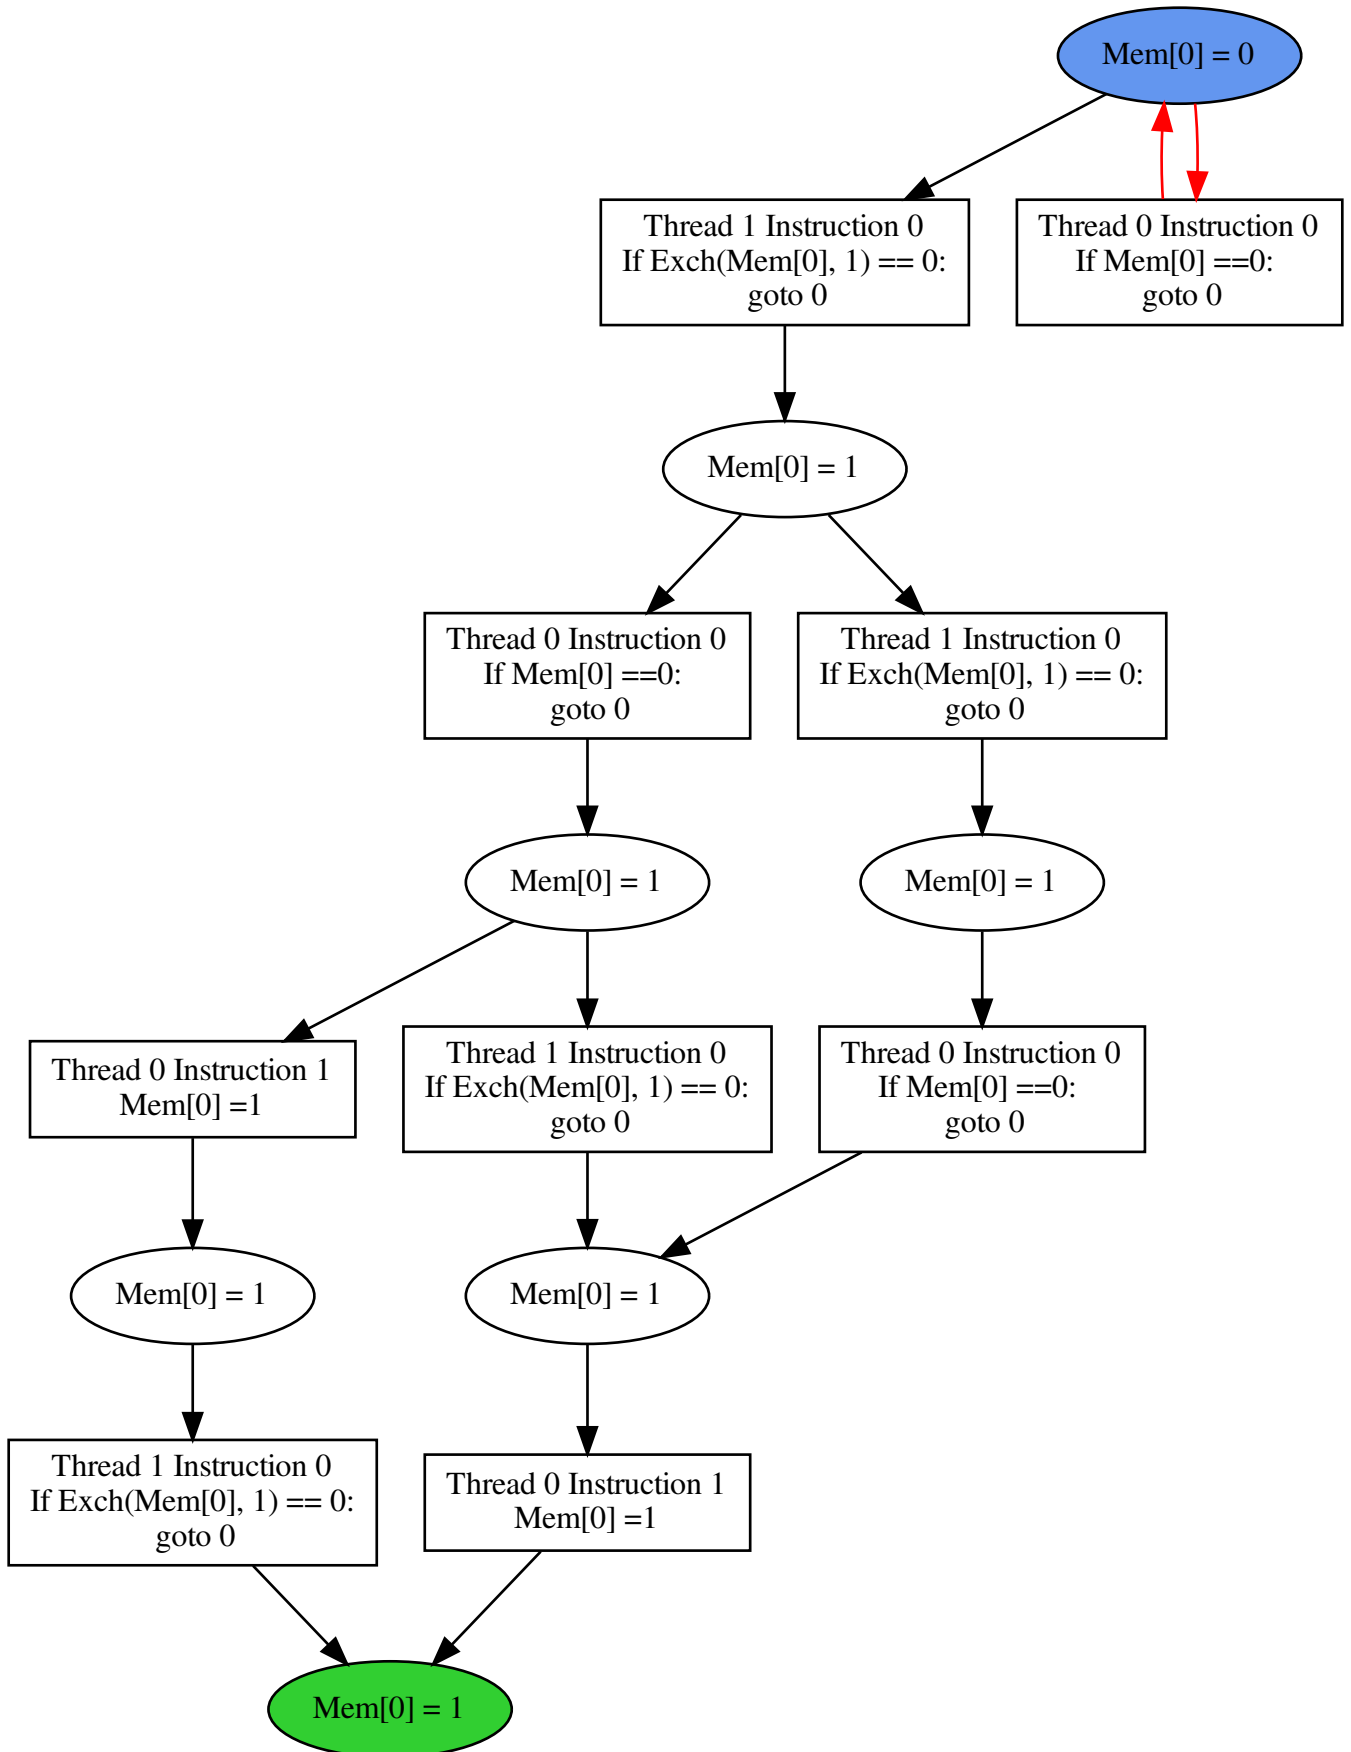 Mem[0] = 0
Thread 1 Instruction 0
If Exch(Mem[0], 1) == 0:
goto 0
Thread 0 Instruction 0
If Mem[0] ==0:
goto 0
Mem[0] = 1
Thread 0 Instruction 0
If Mem[0] ==0:
goto 0
Thread 1 Instruction 0
If Exch(Mem[0], 1) == 0:
goto 0
Mem[0] = 1
Mem[0] = 1
Thread 0 Instruction 1
Mem[0] =1
Thread 1 Instruction 0
If Exch(Mem[0], 1) == 0:
goto 0
Thread 0 Instruction 0
If Mem[0] ==0:
goto 0
Mem[0] = 1
Mem[0] = 1
Thread 1 Instruction 0
If Exch(Mem[0], 1) == 0:
goto 0
Thread 0 Instruction 1
Mem[0] =1
Mem[0] = 1